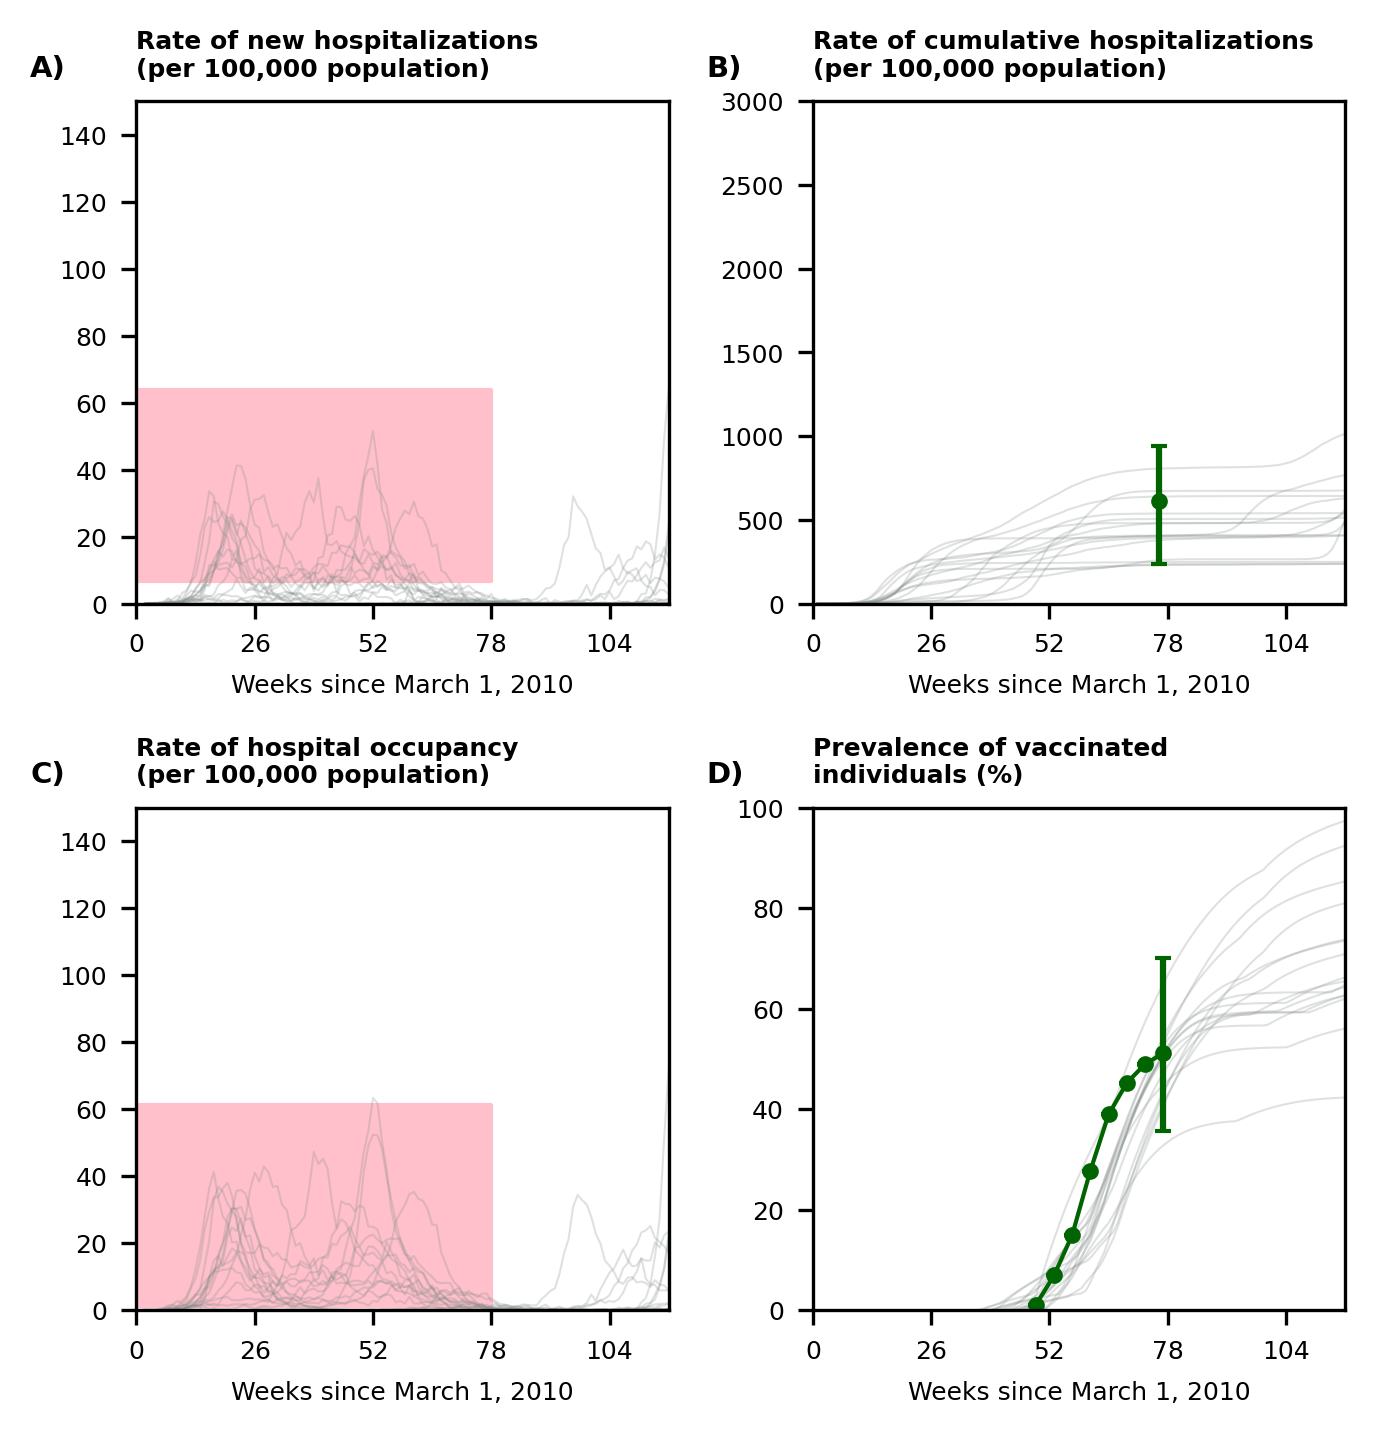 A)
Rate of new hospitalizations
(per 100,000 population)
140
120
100
80
60
40
20
0
0 26 52 78 104
Weeks since March 1, 2010
B)
Rate of cumulative hospitalizations
(per 100,000 population)
3000
2500
2000
1500
1000
500
0
0 26 52 78 104
Weeks since March 1, 2010
C)
Rate of hospital occupancy
(per 100,000 population)
140
120
100
80
60
40
20
0
0 26 52 78 104
Weeks since March 1, 2010
D)
Prevalence of vaccinated
individuals (%)
100
80
60
40
20
0
0 26 52 78 104
Weeks since March 1, 2010